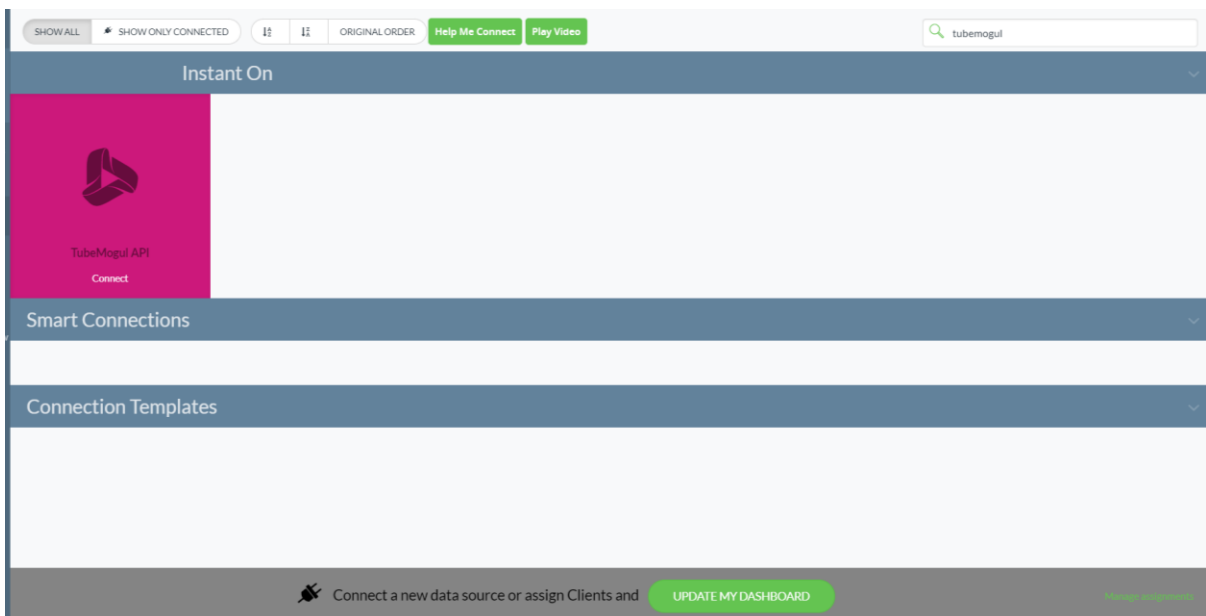 SHOW ALL SHOW ONLY CONNECTED ORIGINAL ORDER Help Me Connect Play Video tubemogul
Instant On
TubeMogul API
Connect
Smart Connections
Connection Templates
Connect a new data source or assign Clients and UPDATE MY DASHBOARD Manage assignments